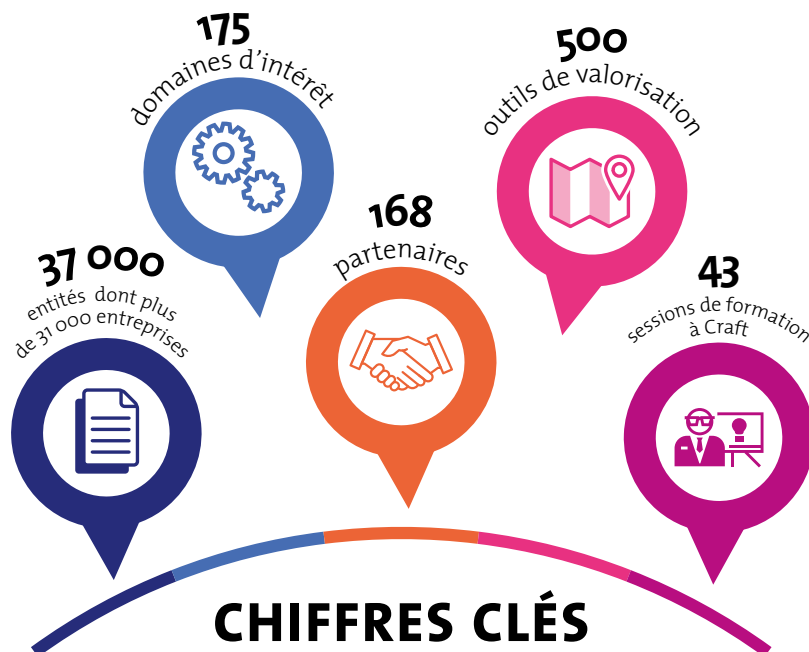 175
domaines d'intérêt
500
outils de valorisation
168
partenaires
37 000
entités dont plus
de 31 000 entreprises
43
sessions de formation
à Craft
CHIFFRES CLÉS